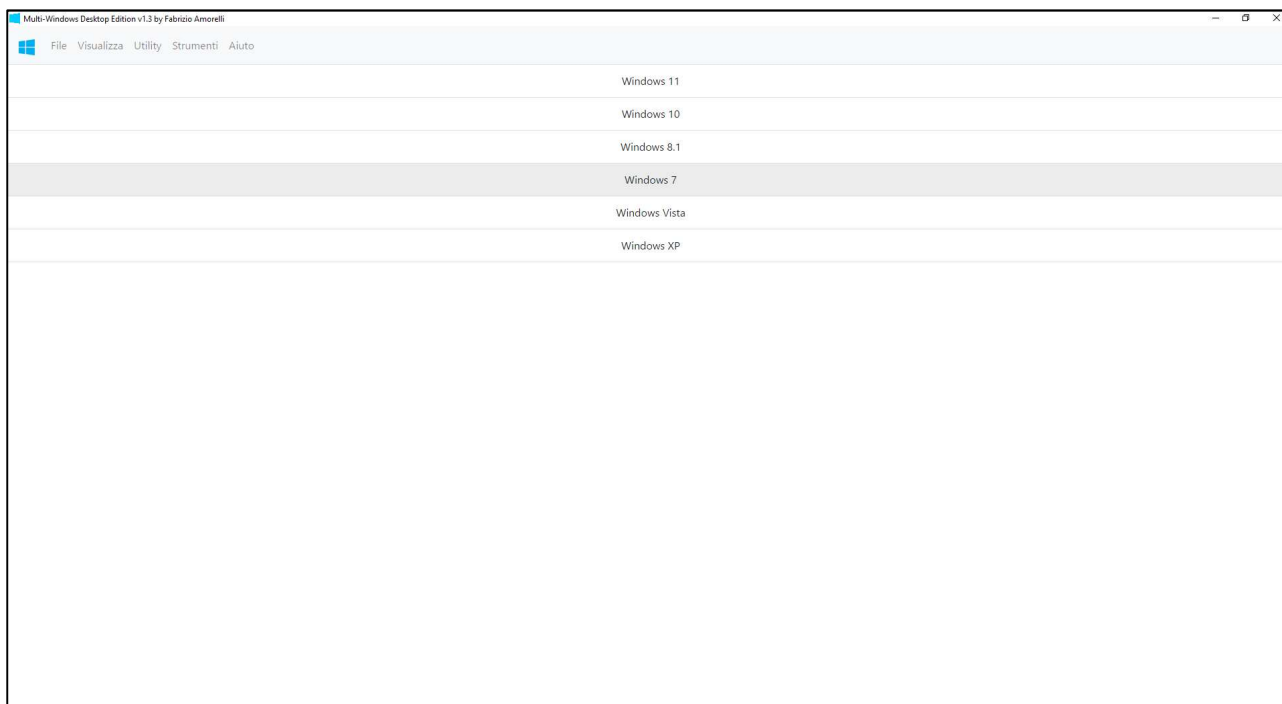 Multi-Windows Desktop Edition v1.3 by Fabrizio Amorelli
File Visualizza Utility Strumenti Aiuto
Windows 11
Windows 10
Windows 8.1
Windows 7
Windows Vista
Windows XP